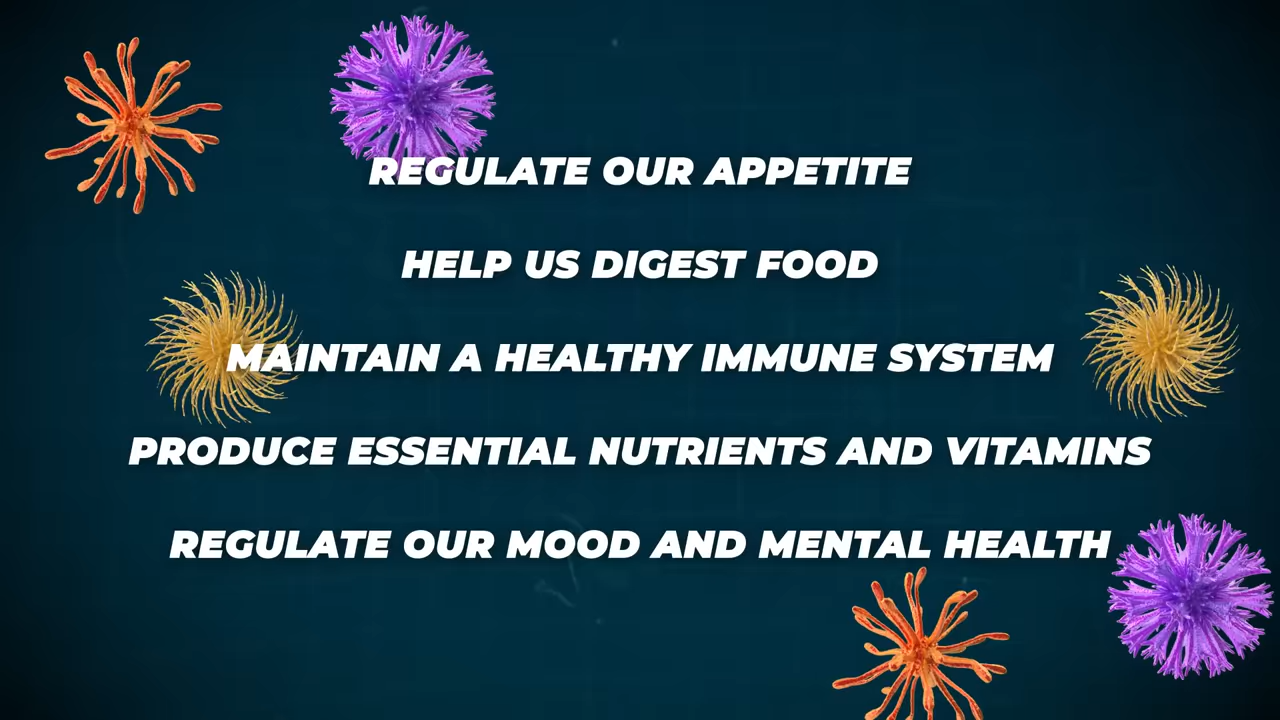 REGULATE OUR APPETITE
HELP US DIGEST FOOD
MAINTAIN A HEALTHY IMMUNE SYSTEM
PRODUCE ESSENTIAL NUTRIENTS AND VITAMINS
REGULATE OUR MOOD AND MENTAL HEALTH